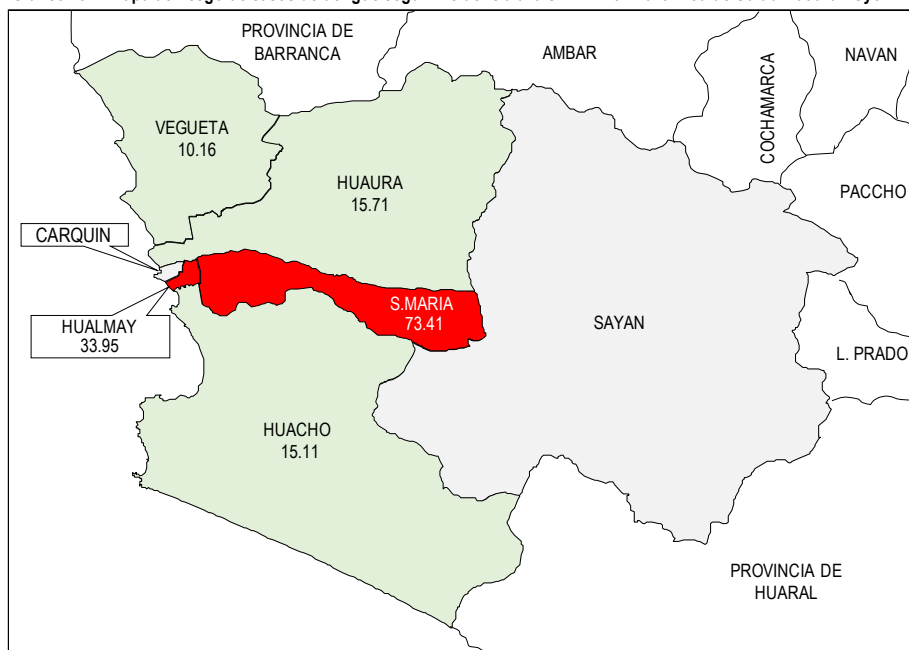 PROVINCIA DE
BARRANCA
AMBAR
NAVAN
COCHAMARCA
VEGUETA
10.16
HUAURA
15.71
PACCHO
CARQUIN
S.MARIA
73.41
HUALMAY
33.95
SAYAN
L. PRADO
HUACHO
15.11
PROVINCIA DE
HUARAL